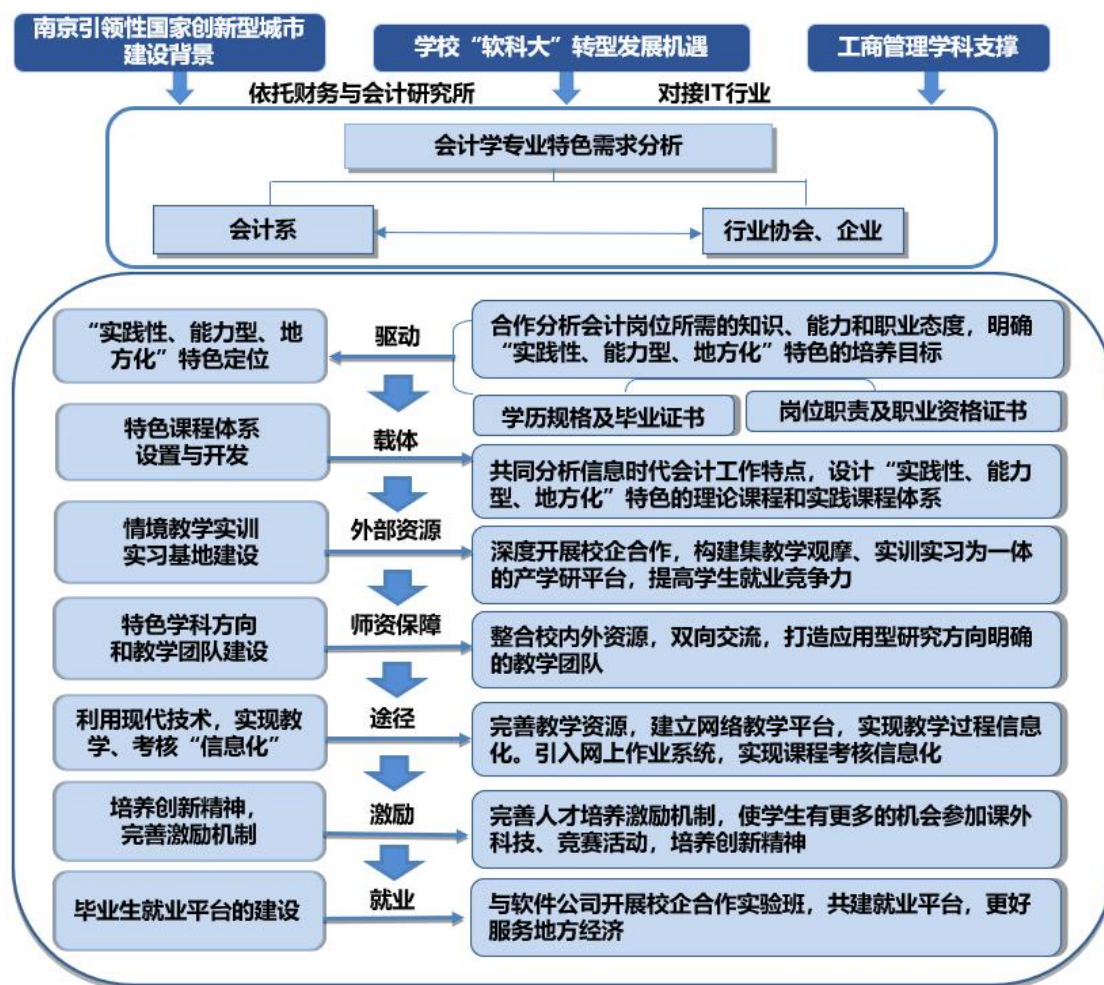 南京引领性国家创新型城市
建设背景
学校“软科大”转型发展机遇
工商管理学科支撑
依托财务与会计研究所
对接IT行业
会计学专业特色需求分析
会计系
行业协会、企业
“实践性、能力型、地
方化”特色定位
驱动
合作分析会计岗位所需的知识、能力和职业态度，明确
“实践性、能力型、地方化”特色的培养目标
学历规格及毕业证书
岗位职责及职业资格证书
特色课程体系
设置与开发
载体
共同分析信息时代会计工作特点，设计“实践性、能力
型、地方化”特色的理论课程和实践课程体系
情境教学实训
实习基地建设
外部资源
深度开展校企合作，构建集教学观摩、实训实习为一体
的产学研平台，提高学生就业竞争力
特色学科方向
和教学团队建设
师资保障
整合校内外资源，双向交流，打造应用型研究方向明确
的教学团队
利用现代技术，实现教
学、考核“信息化”
途径
完善教学资源，建立网络教学平台，实现教学过程信息
化。引入网上作业系统，实现课程考核信息化
培养创新精神，
完善激励机制
激励
完善人才培养激励机制，使学生有更多的机会参加课外
科技、竞赛活动，培养创新精神
毕业生就业平台的建设
就业
与软件公司开展校企合作实验班，共建就业平台，更好
服务地方经济